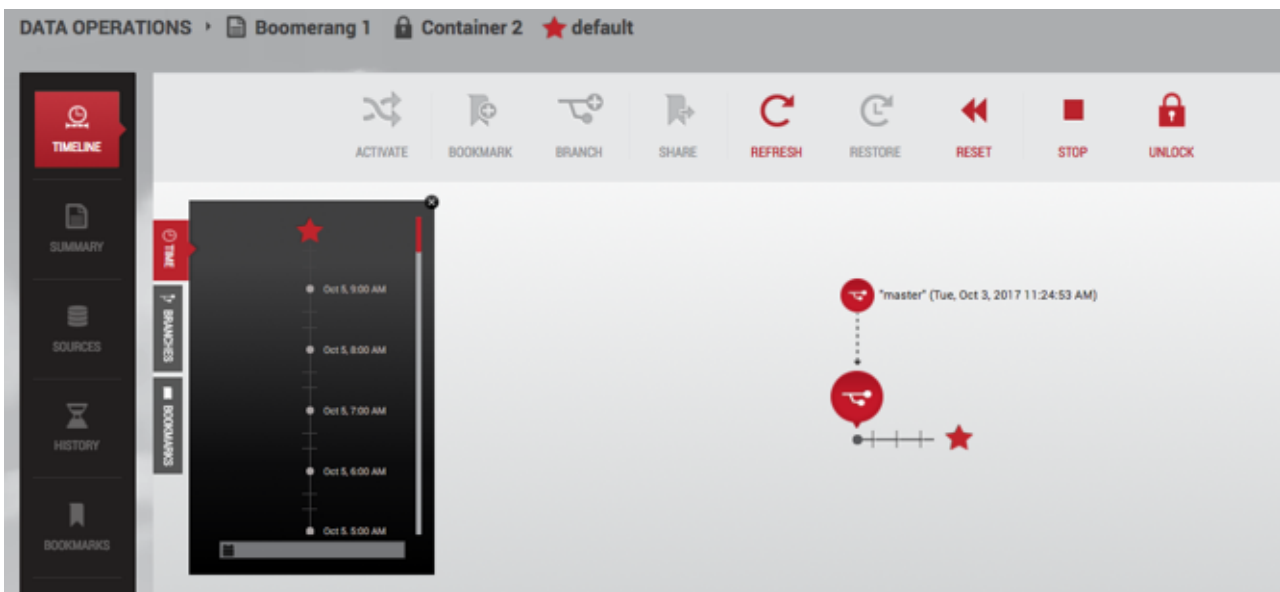 DATA OPERATIONS Boomerang 1 Container 2 default
TIMELINE
SUMMARY
SOURCES
HISTORY
BOOKMARKS
ACTIVATE BOOKMARK BRANCH SHARE REFRESH RESTORE RESET STOP UNLOCK
TIME
BRANCHES
BOOKMARKS
Oct 5, 9:00 AM
Oct 5, 8:00 AM
Oct 5, 7:00 AM
Oct 5, 6:00 AM
Oct 5, 5:00 AM
"master" (Tue, Oct 3, 2017 11:24:53 AM)